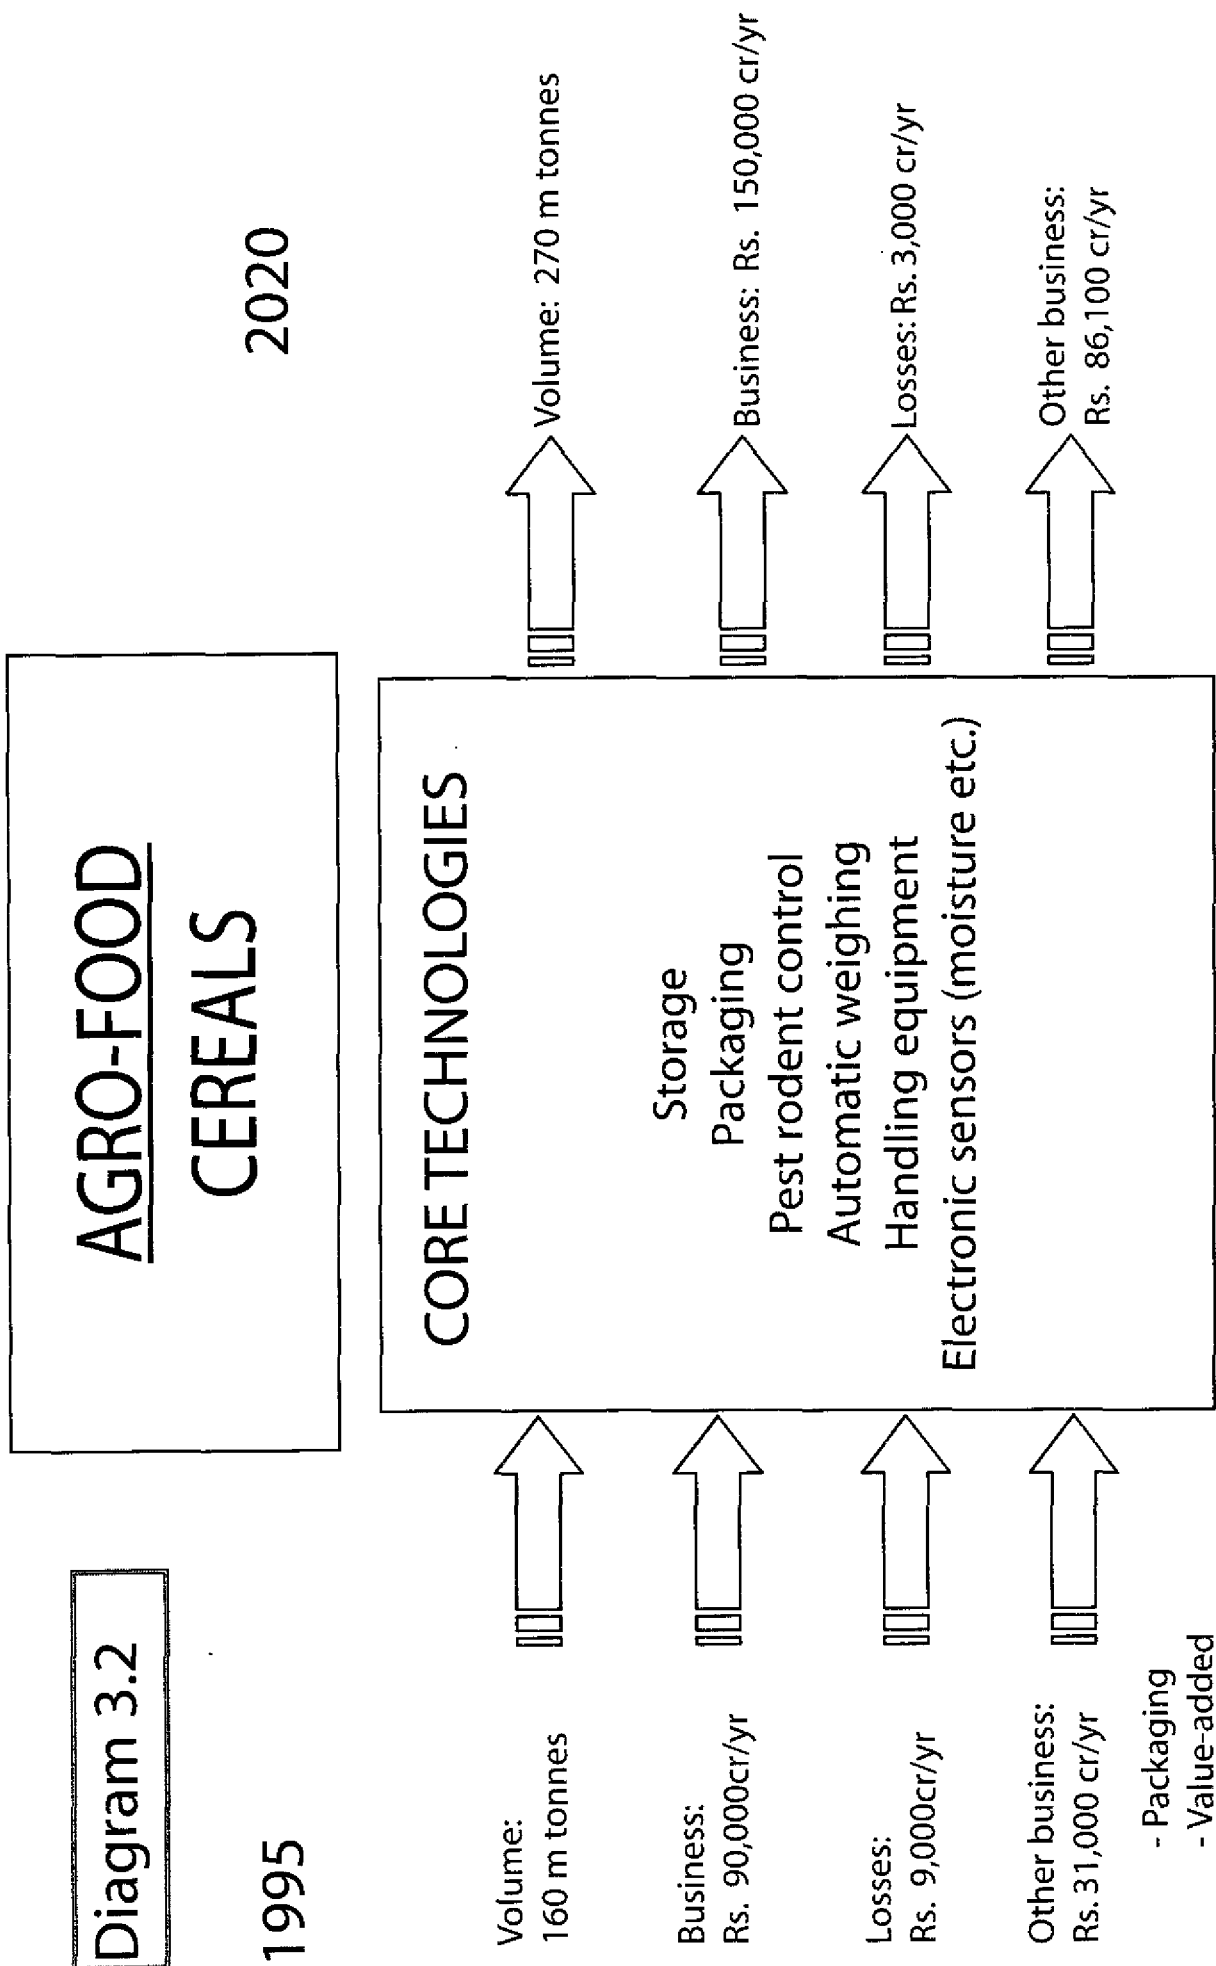 Diagram 3.2
AGRO-FOOD
CEREALS
1995
2020
Volume:
160 m tonnes
Business:
Rs. 90,000cr/yr
Losses:
Rs. 9,000cr/yr
Other business:
Rs. 31,000 cr/yr
- Packaging
- Value-added
CORE TECHNOLOGIES
Storage
Packaging
Pest rodent control
Automatic weighing
Handling equipment
Electronic sensors (moisture etc.)
Volume: 270 m tonnes
Business: Rs. 150,000 cr/yr
Losses: Rs. 3,000 cr/yr
Other business:
Rs. 86,100 cr/yr